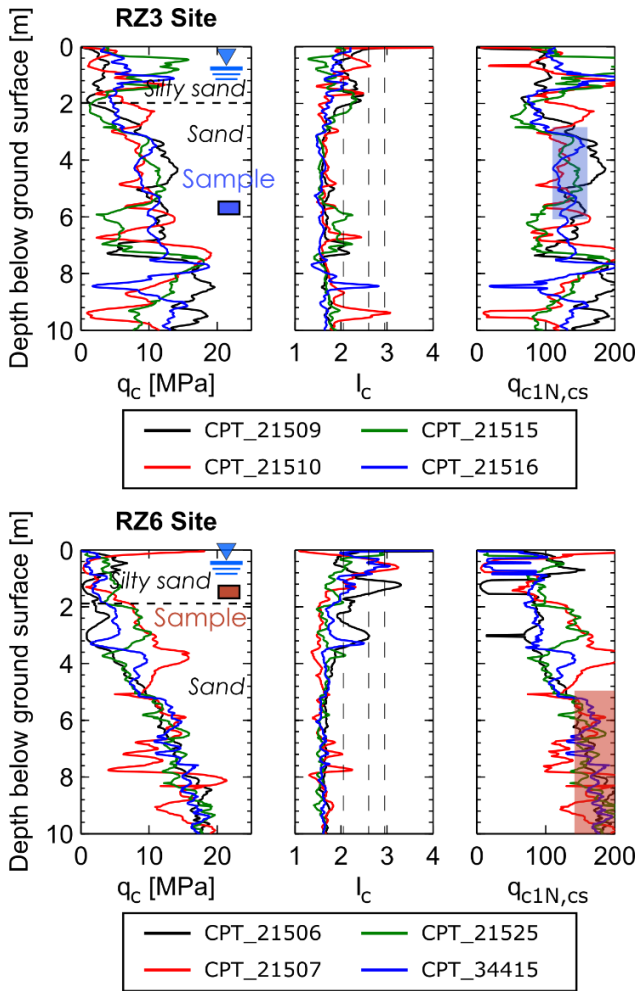 RZ3 Site
Depth below ground surface [m]
0
2
4
6
8
10
Silty sand
Sand
Sample
0 10 20
q_c [MPa]
1 2 3 4
I_c
0 100 200
q_c1N,cs
CPT_21509 CPT_21515
CPT_21510 CPT_21516
RZ6 Site
Depth below ground surface [m]
0
2
4
6
8
10
Silty sand
Sample
Sand
0 10 20
q_c [MPa]
1 2 3 4
I_c
0 100 200
q_c1N,cs
CPT_21506 CPT_21525
CPT_21507 CPT_34415